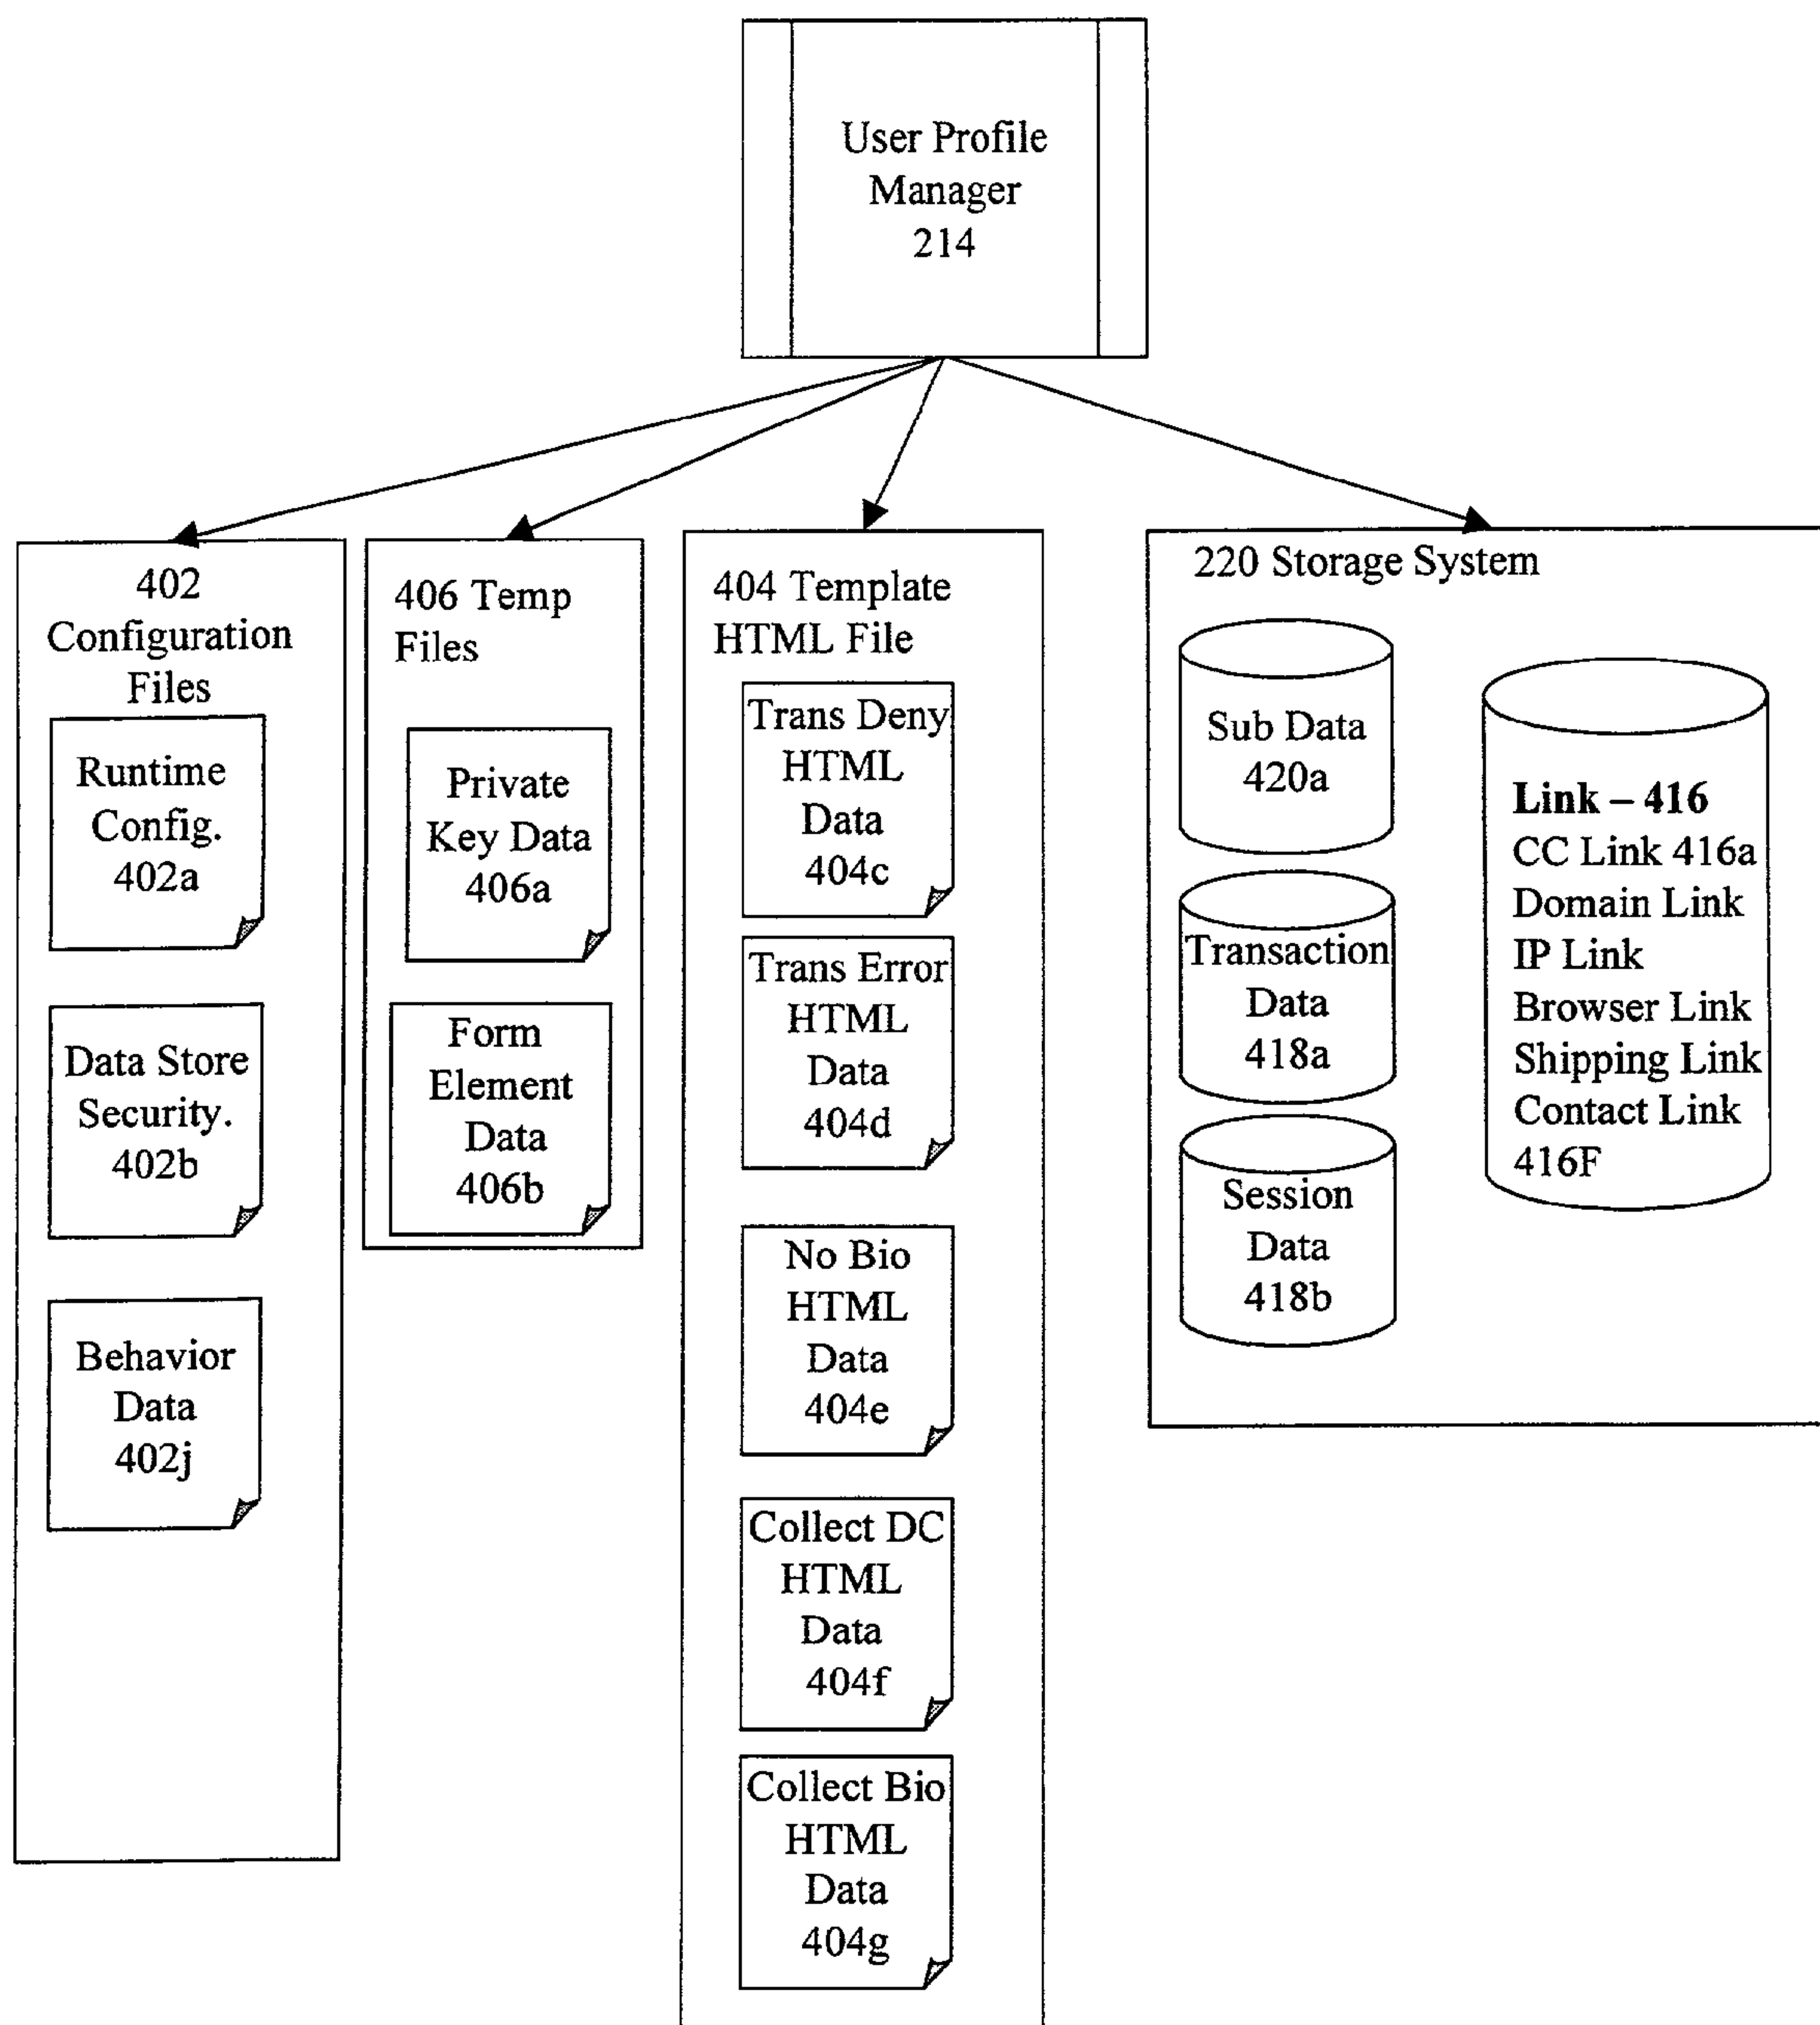 User Profile
Manager
214
402
Configuration
Files
Runtime
Config.
402a
Data Store
Security.
402b
Behavior
Data
402j
406 Temp
Files
Private
Key Data
406a
Form
Element
Data
406b
404 Template
HTML File
Trans Deny
HTML
Data
404c
Trans Error
HTML
Data
404d
No Bio
HTML
Data
404e
Collect DC
HTML
Data
404f
Collect Bio
HTML
Data
404g
220 Storage System
Sub Data
420a
Transaction
Data
418a
Session
Data
418b
Link – 416
CC Link 416a
Domain Link
IP Link
Browser Link
Shipping Link
Contact Link
416F